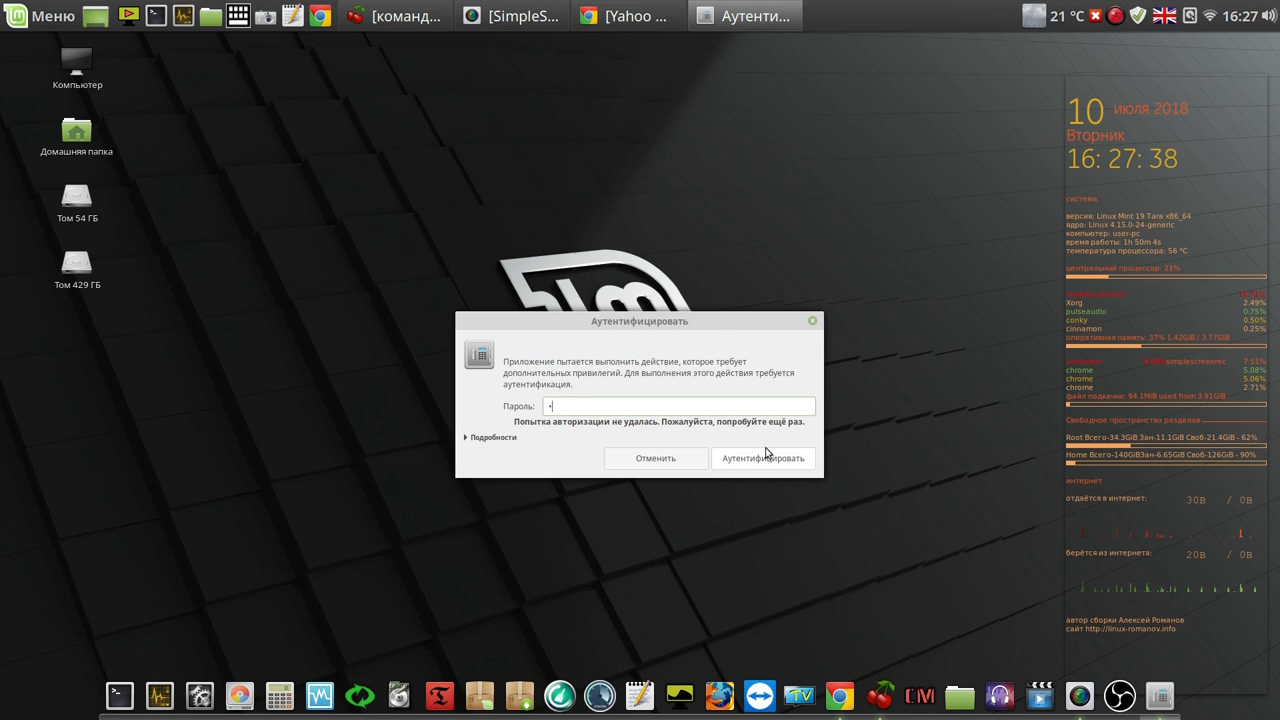 Меню
[команд...
[SimpleS...
[Yahoo ...
Аутенти...
21 °C
16:27
Компьютер
Домашняя папка
Том 54 ГБ
Том 429 ГБ
10 июля 2018
Вторник
16: 27: 38
система
версия: Linux Mint 19 Tara x86_64
ядро: Linux 4.15.0-24-generic
компьютер: user-pc
время работы: 1h 50m 4s
температура процессора: 56 °C
центральный процессор: 21%
Xorg 2.49%
pulseaudio 0.75%
conky 0.50%
cinnamon 0.25%
оперативная память: 37% 1.42GiB / 3.77GiB
simplescreenrec 7.51%
chrome 5.08%
chrome 5.06%
chrome 2.71%
файл подкачки: 94.1MiB used from 3.91GiB
Свободное пространство разделов
Root Всего-34.3GiB Зан-11.1GiB Своб-21.4GiB - 62%
Home Всего-140GiBЗан-6.65GiB Своб-126GiB - 90%
интернет
отдаётся в интернет: 30B / 0B
берётся из интернета: 20B / 0B
автор сборки Алексей Романов
сайт http://linux-romanov.info
Аутентифицировать
Приложение пытается выполнить действие, которое требует
дополнительных привилегий. Для выполнения этого действия требуется
аутентификация.
Пароль:
Попытка авторизации не удалась. Пожалуйста, попробуйте ещё раз.
Подробности
Отменить
Аутентифицировать
TV
CM